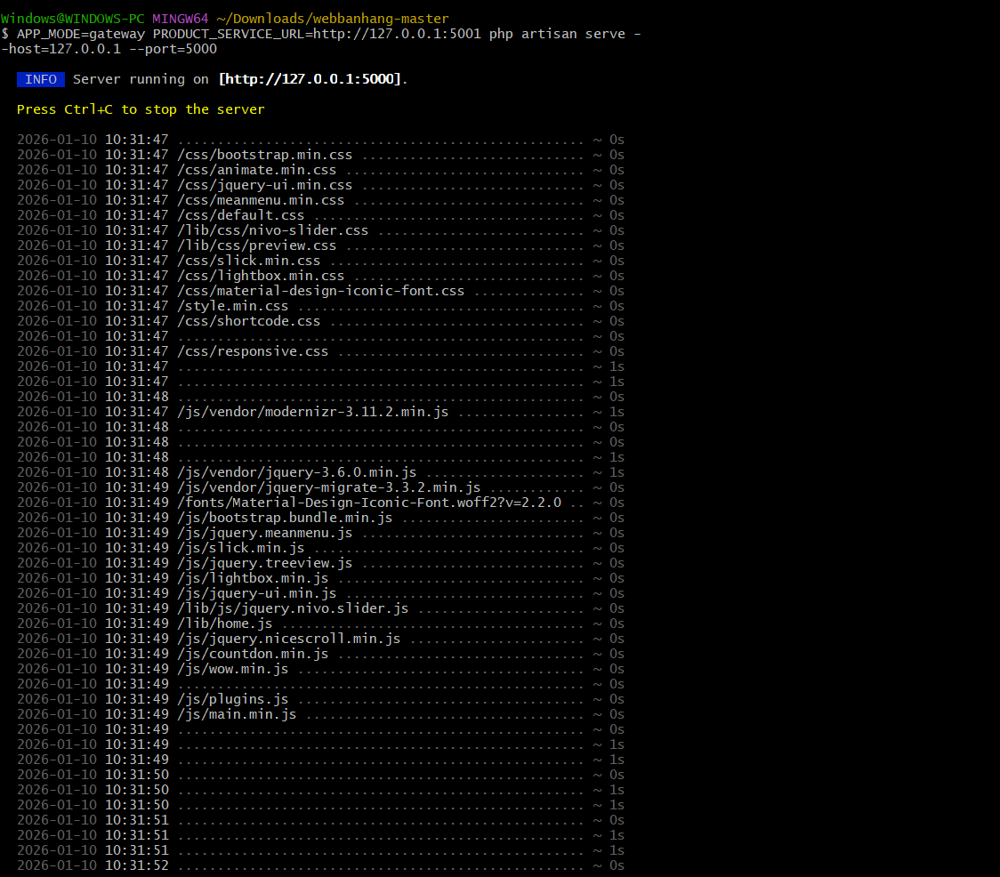 Windows@WINDOWS-PC MINGW64 ~/Downloads/webbanhang-master
$ APP_MODE=gateway PRODUCT_SERVICE_URL=http://127.0.0.1:5001 php artisan serve -
-host=127.0.0.1 --port=5000
INFO Server running on [http://127.0.0.1:5000].
Press Ctrl+C to stop the server
2026-01-10 10:31:47 ................................................... ~ 0s
2026-01-10 10:31:47 /css/bootstrap.min.css ............................ ~ 0s
2026-01-10 10:31:47 /css/animate.min.css .............................. ~ 0s
2026-01-10 10:31:47 /css/jquery-ui.min.css ............................ ~ 0s
2026-01-10 10:31:47 /css/meanmenu.min.css ............................. ~ 0s
2026-01-10 10:31:47 /css/default.css .................................. ~ 0s
2026-01-10 10:31:47 /lib/css/nivo-slider.css .......................... ~ 0s
2026-01-10 10:31:47 /lib/css/preview.css .............................. ~ 0s
2026-01-10 10:31:47 /css/slick.min.css ................................ ~ 0s
2026-01-10 10:31:47 /css/lightbox.min.css ............................. ~ 0s
2026-01-10 10:31:47 /css/material-design-iconic-font.css .............. ~ 0s
2026-01-10 10:31:47 /style.min.css .................................... ~ 0s
2026-01-10 10:31:47 /css/shortcode.css ................................ ~ 0s
2026-01-10 10:31:47 ................................................... ~ 0s
2026-01-10 10:31:47 /css/responsive.css ............................... ~ 0s
2026-01-10 10:31:47 ................................................... ~ 1s
2026-01-10 10:31:47 ................................................... ~ 1s
2026-01-10 10:31:48 ................................................... ~ 0s
2026-01-10 10:31:47 /js/vendor/modernizr-3.11.2.min.js ................ ~ 1s
2026-01-10 10:31:48 ................................................... ~ 0s
2026-01-10 10:31:48 ................................................... ~ 0s
2026-01-10 10:31:48 ................................................... ~ 1s
2026-01-10 10:31:48 /js/vendor/jquery-3.6.0.min.js .................... ~ 1s
2026-01-10 10:31:49 /js/vendor/jquery-migrate-3.3.2.min.js ............ ~ 0s
2026-01-10 10:31:49 /fonts/Material-Design-Iconic-Font.woff2?v=2.2.0 .. ~ 0s
2026-01-10 10:31:49 /js/bootstrap.bundle.min.js ....................... ~ 0s
2026-01-10 10:31:49 /js/jquery.meanmenu.js ............................ ~ 0s
2026-01-10 10:31:49 /js/slick.min.js .................................. ~ 0s
2026-01-10 10:31:49 /js/jquery.treeview.js ............................ ~ 0s
2026-01-10 10:31:49 /js/lightbox.min.js ............................... ~ 0s
2026-01-10 10:31:49 /js/jquery-ui.min.js .............................. ~ 0s
2026-01-10 10:31:49 /lib/js/jquery.nivo.slider.js ..................... ~ 0s
2026-01-10 10:31:49 /lib/home.js ...................................... ~ 0s
2026-01-10 10:31:49 /js/jquery.nicescroll.min.js ...................... ~ 0s
2026-01-10 10:31:49 /js/countdon.min.js ............................... ~ 0s
2026-01-10 10:31:49 /js/wow.min.js .................................... ~ 0s
2026-01-10 10:31:49 ................................................... ~ 0s
2026-01-10 10:31:49 /js/plugins.js .................................... ~ 0s
2026-01-10 10:31:49 /js/main.min.js ................................... ~ 0s
2026-01-10 10:31:49 ................................................... ~ 0s
2026-01-10 10:31:49 ................................................... ~ 1s
2026-01-10 10:31:49 ................................................... ~ 1s
2026-01-10 10:31:50 ................................................... ~ 0s
2026-01-10 10:31:50 ................................................... ~ 1s
2026-01-10 10:31:50 ................................................... ~ 1s
2026-01-10 10:31:51 ................................................... ~ 0s
2026-01-10 10:31:51 ................................................... ~ 1s
2026-01-10 10:31:51 ................................................... ~ 1s
2026-01-10 10:31:52 ................................................... ~ 0s